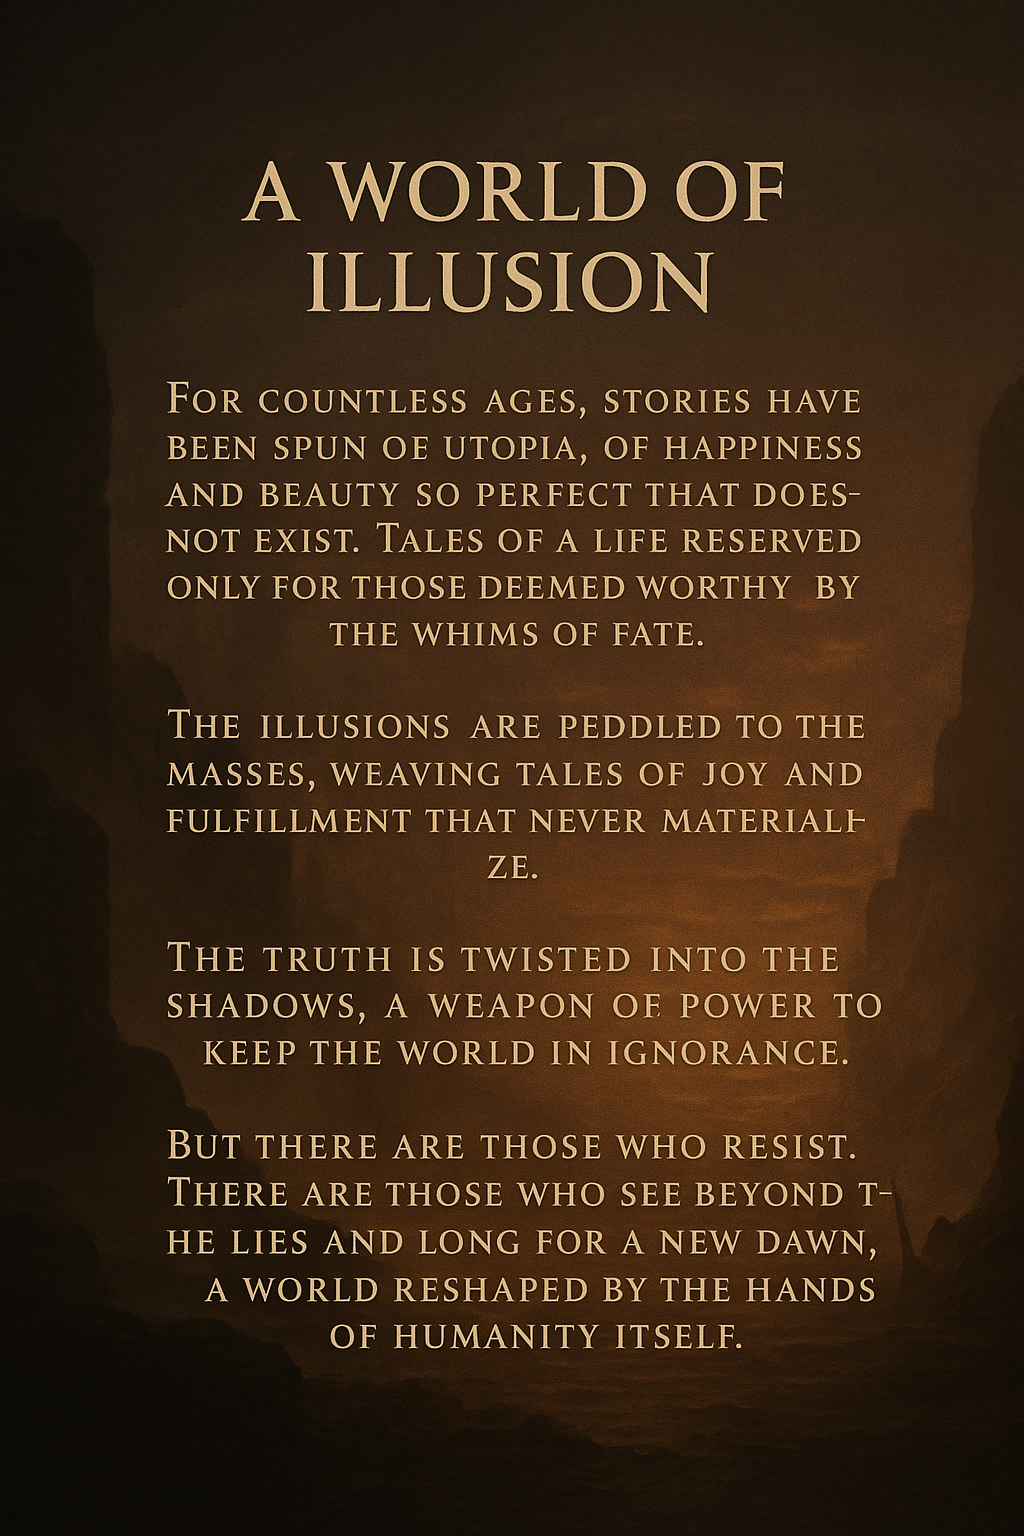 A WORLD OF
ILLUSION
FOR COUNTLESS AGES, STORIES HAVE
BEEN SPUN OF UTOPIA, OF HAPPINESS
AND BEAUTY SO PERFECT THAT DOES-
NOT EXIST. TALES OF A LIFE RESERVED
ONLY FOR THOSE DEEMED WORTHY BY
THE WHIMS OF FATE.
THE ILLUSIONS ARE PEDDLED TO THE
MASSES, WEAVING TALES OF JOY AND
FULFILLMENT THAT NEVER MATERIALI-
ZE.
THE TRUTH IS TWISTED INTO THE
SHADOWS, A WEAPON OF POWER TO
KEEP THE WORLD IN IGNORANCE.
BUT THERE ARE THOSE WHO RESIST.
THERE ARE THOSE WHO SEE BEYOND T-
HE LIES AND LONG FOR A NEW DAWN,
A WORLD RESHAPED BY THE HANDS
OF HUMANITY ITSELF.